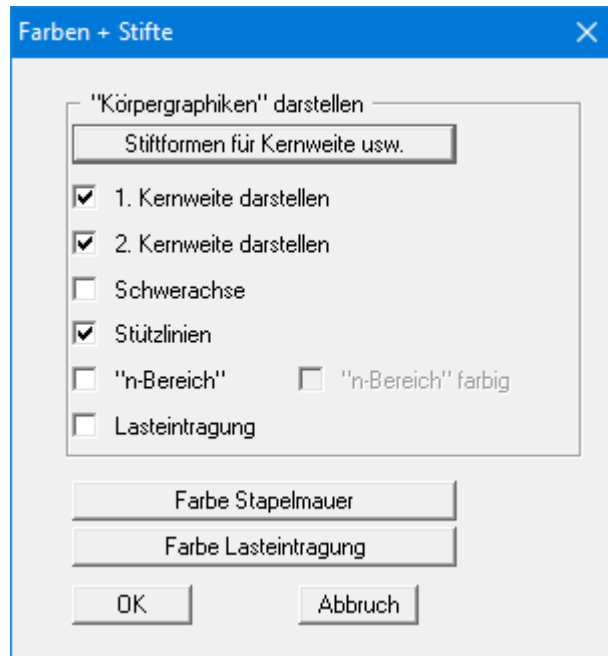 Farben + Stifte
"Körpergraphiken" darstellen
Stiftformen für Kernweite usw.
1. Kernweite darstellen
2. Kernweite darstellen
Schwerachse
Stützlinien
"n-Bereich" "n-Bereich" farbig
Lasteintragung
Farbe Stapelmauer
Farbe Lasteintragung
OK Abbruch